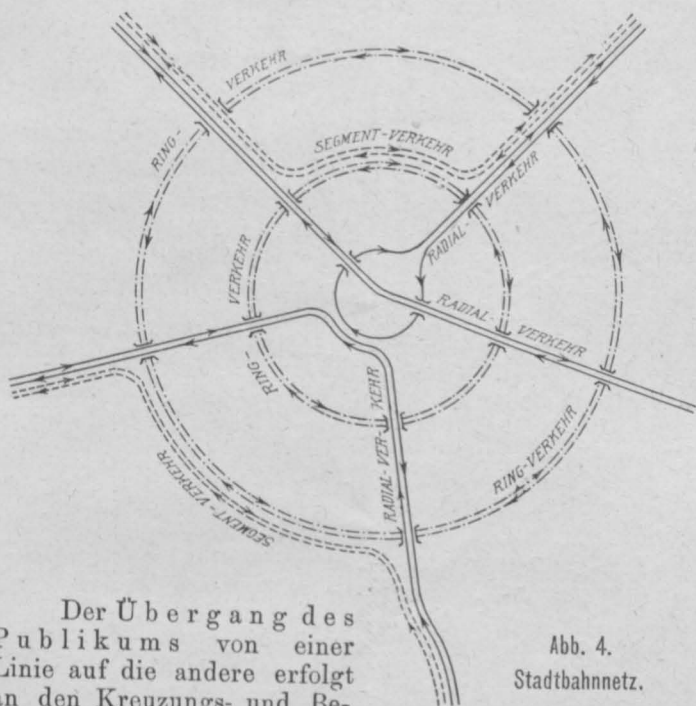 VERKEHR
RING-
SEGMENT-VERKEHR
VERKEHR
RADIAL-
VERKEHR
RADIAL-
VERKEHR
RING-
KEHR
RADIAL-VER-
RING-VERKEHR
SEGMENT-VERKEHR
Der Übergang des
Publikums von einer
Linie auf die andere erfolgt
an den Kreuzungs- und Be-
Abb. 4.
Stadtbahnnetz.